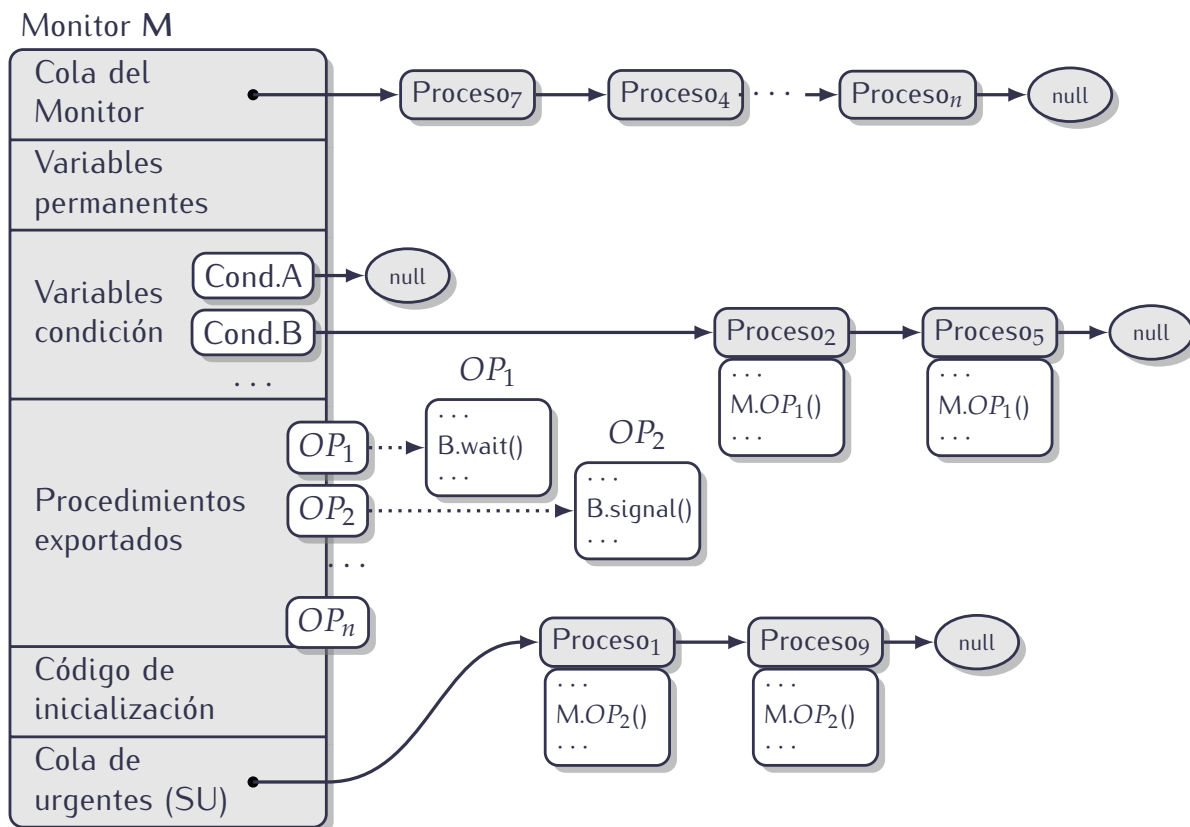 Monitor M
Cola del
Monitor
Proceso7
Proceso4
· · ·
Proceson
null
Variables
permanentes
Variables
condición
Cond.A
null
Cond.B
Proceso2
Proceso5
null
· · ·
· · ·
M.OP1()
· · ·
· · ·
M.OP1()
· · ·
Procedimientos
exportados
OP1
OP1
· · ·
B.wait()
· · ·
OP2
OP2
· · ·
B.signal()
· · ·
· · ·
OPn
Código de
inicialización
Proceso1
Proceso9
null
· · ·
M.OP2()
· · ·
· · ·
M.OP2()
· · ·
Cola de
urgentes (SU)